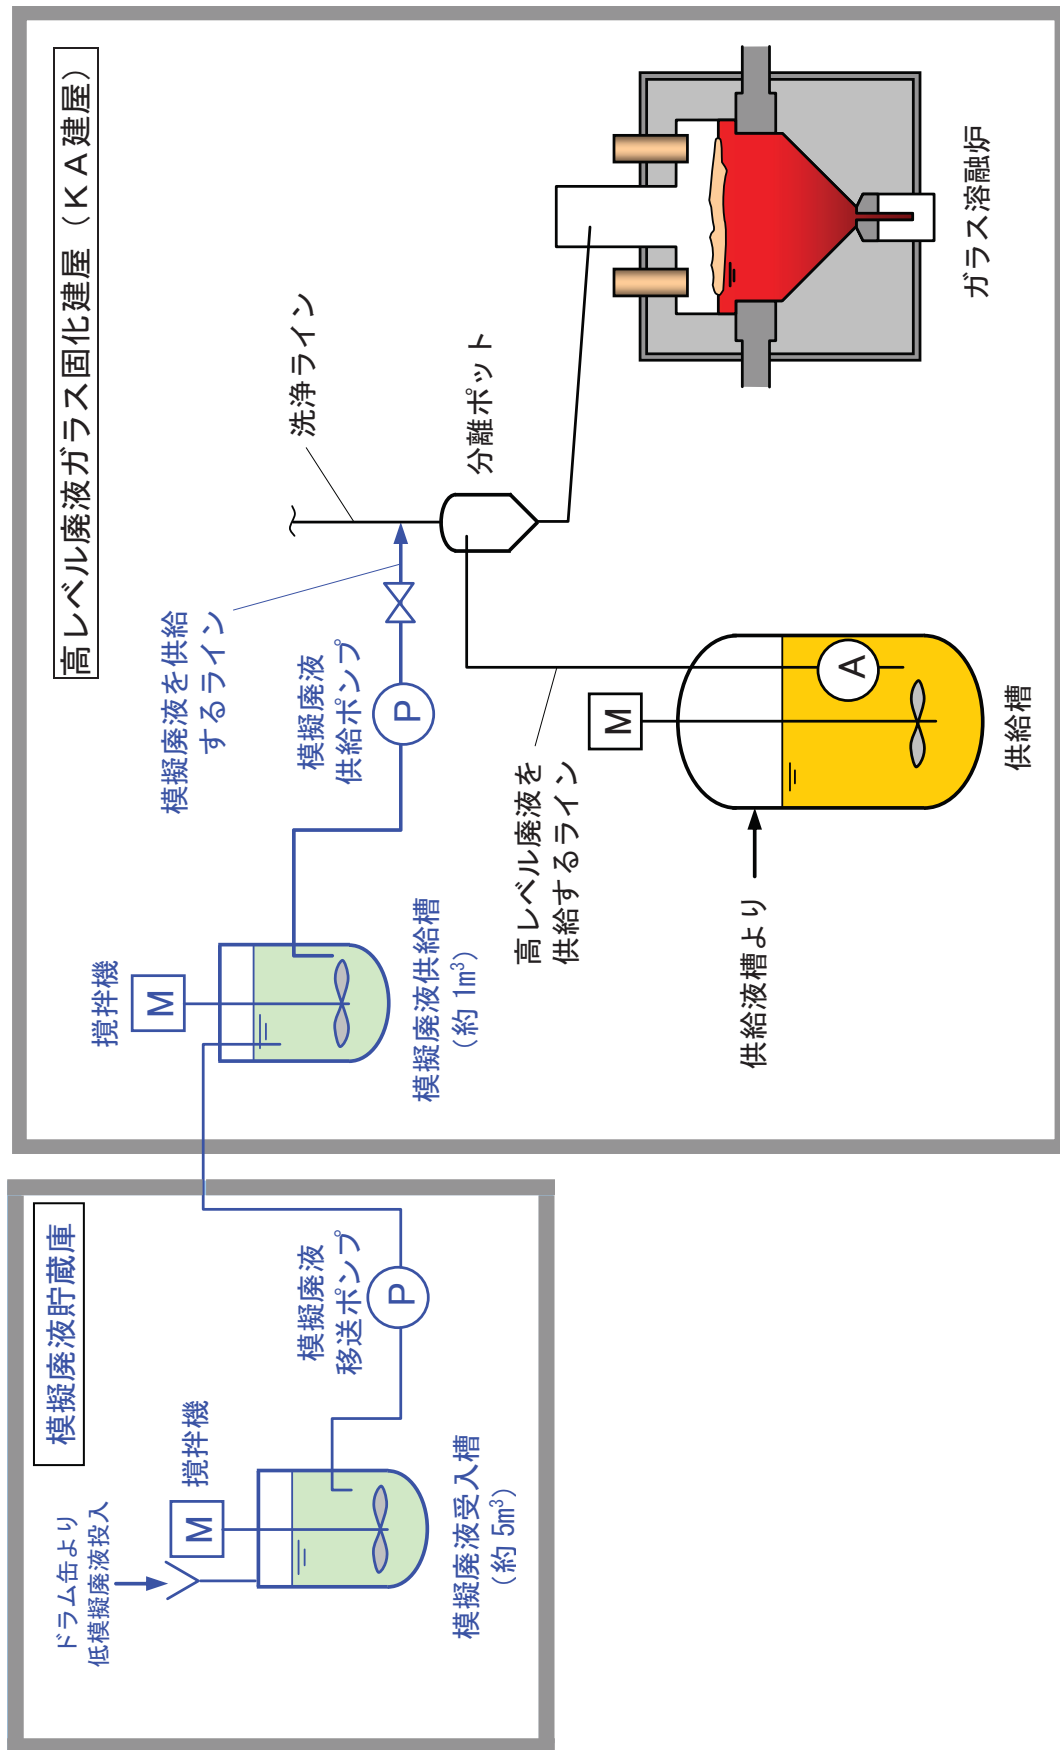 高レベル廃液ガラス固化建屋（ＫＡ建屋）
模擬廃液貯蔵庫
ドラム缶より
低模擬廃液投入
攪拌機
M
模擬廃液受入槽
（約 5m³）
模擬廃液
移送ポンプ
P
攪拌機
M
模擬廃液供給槽
（約 1m³）
模擬廃液を供給
するライン
模擬廃液
供給ポンプ
P
洗浄ライン
分離ポット
高レベル廃液を
供給するライン
供給液槽より
M
A
供給槽
ガラス溶融炉